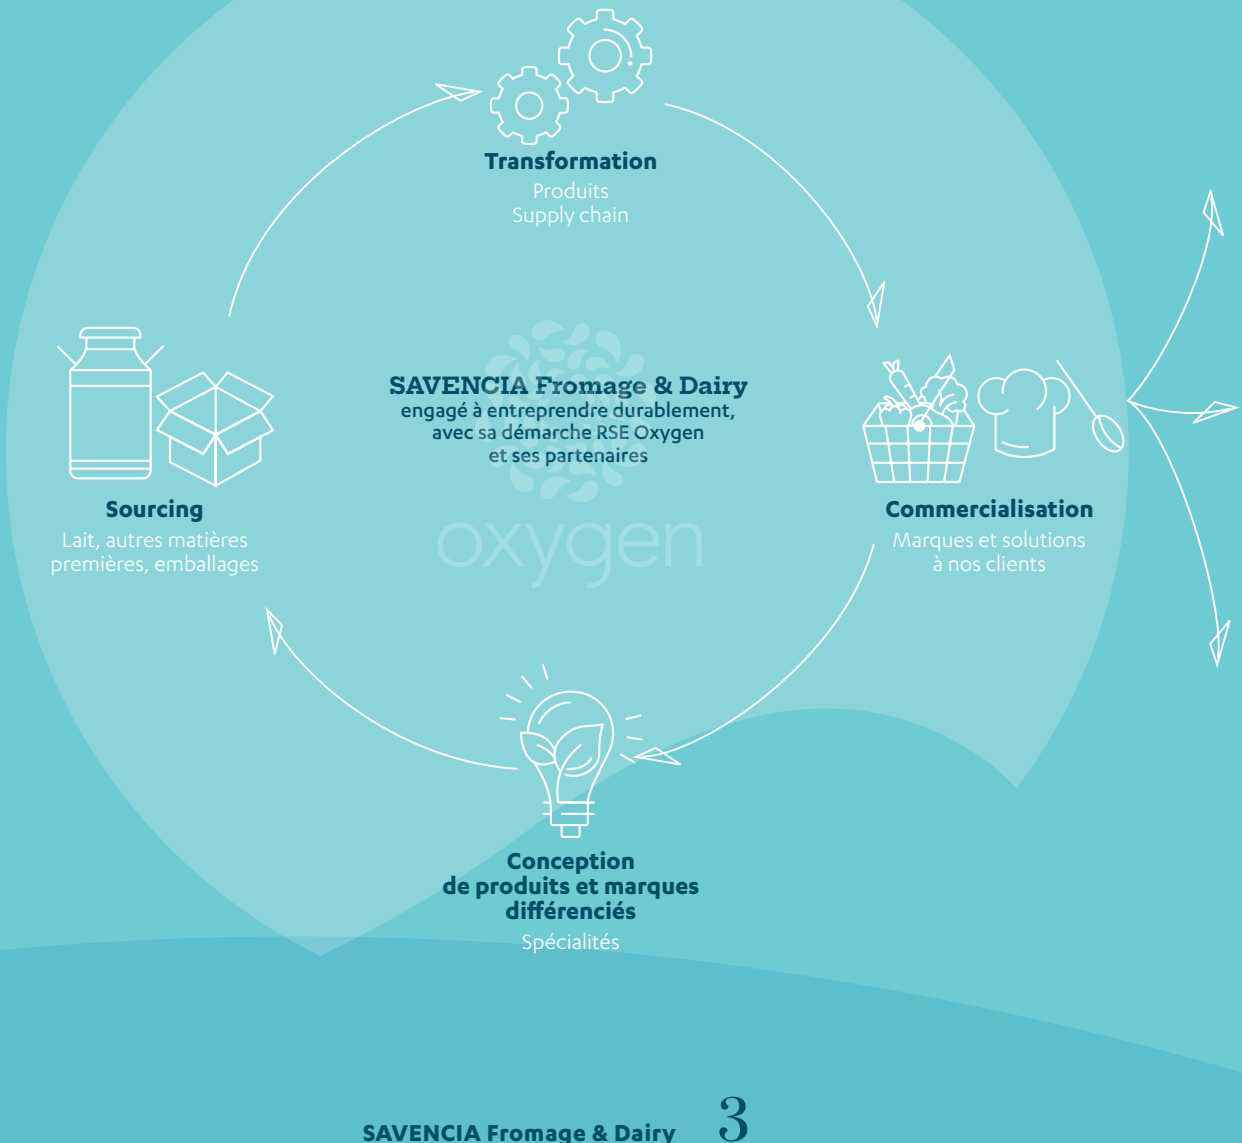 Transformation
Produits
Supply chain
SAVENCIA Fromage & Dairy
engagé à entreprendre durablement,
avec sa démarche RSE Oxygen
et ses partenaires
oxygen
Sourcing
Lait, autres matières
premières, emballages
Commercialisation
Marques et solutions
à nos clients
Conception
de produits et marques
différenciés
Spécialités
SAVENCIA Fromage & Dairy 3